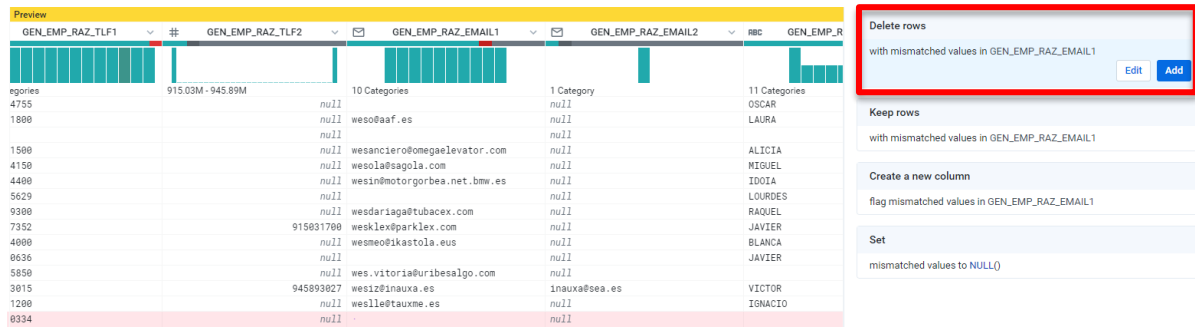 Preview
GEN_EMP_RAZ_TLF1 # GEN_EMP_RAZ_TLF2 GEN_EMP_RAZ_EMAIL1 GEN_EMP_RAZ_EMAIL2 ABC GEN_EMP_R
egories 915.03M - 945.89M 10 Categories 1 Category 11 Categories
4755 null null OSCAR
1800 null weso@aaf.es null LAURA
null null
1500 null wesanciero@omegaelevator.com null ALICIA
4150 null wesola@sagola.com null MIGUEL
4400 null wesin@motorgorbea.net.bmw.es null IDOIA
5629 null null LOURDES
9300 null wesdariaga@tubacex.com null RAQUEL
7352 915031700 wesklex@parklex.com null JAVIER
4000 null wesmeo@ikastola.eus null BLANCA
0636 null null JAVIER
5850 null wes.vitoria@uribesalgo.com null
3015 945893027 wesiz@inauxa.es inauxa@sea.es VICTOR
1200 null weslle@tauxme.es null IGNACIO
0334 null · null
Delete rows
with mismatched values in GEN_EMP_RAZ_EMAIL1
Edit Add
Keep rows
with mismatched values in GEN_EMP_RAZ_EMAIL1
Create a new column
flag mismatched values in GEN_EMP_RAZ_EMAIL1
Set
mismatched values to NULL()